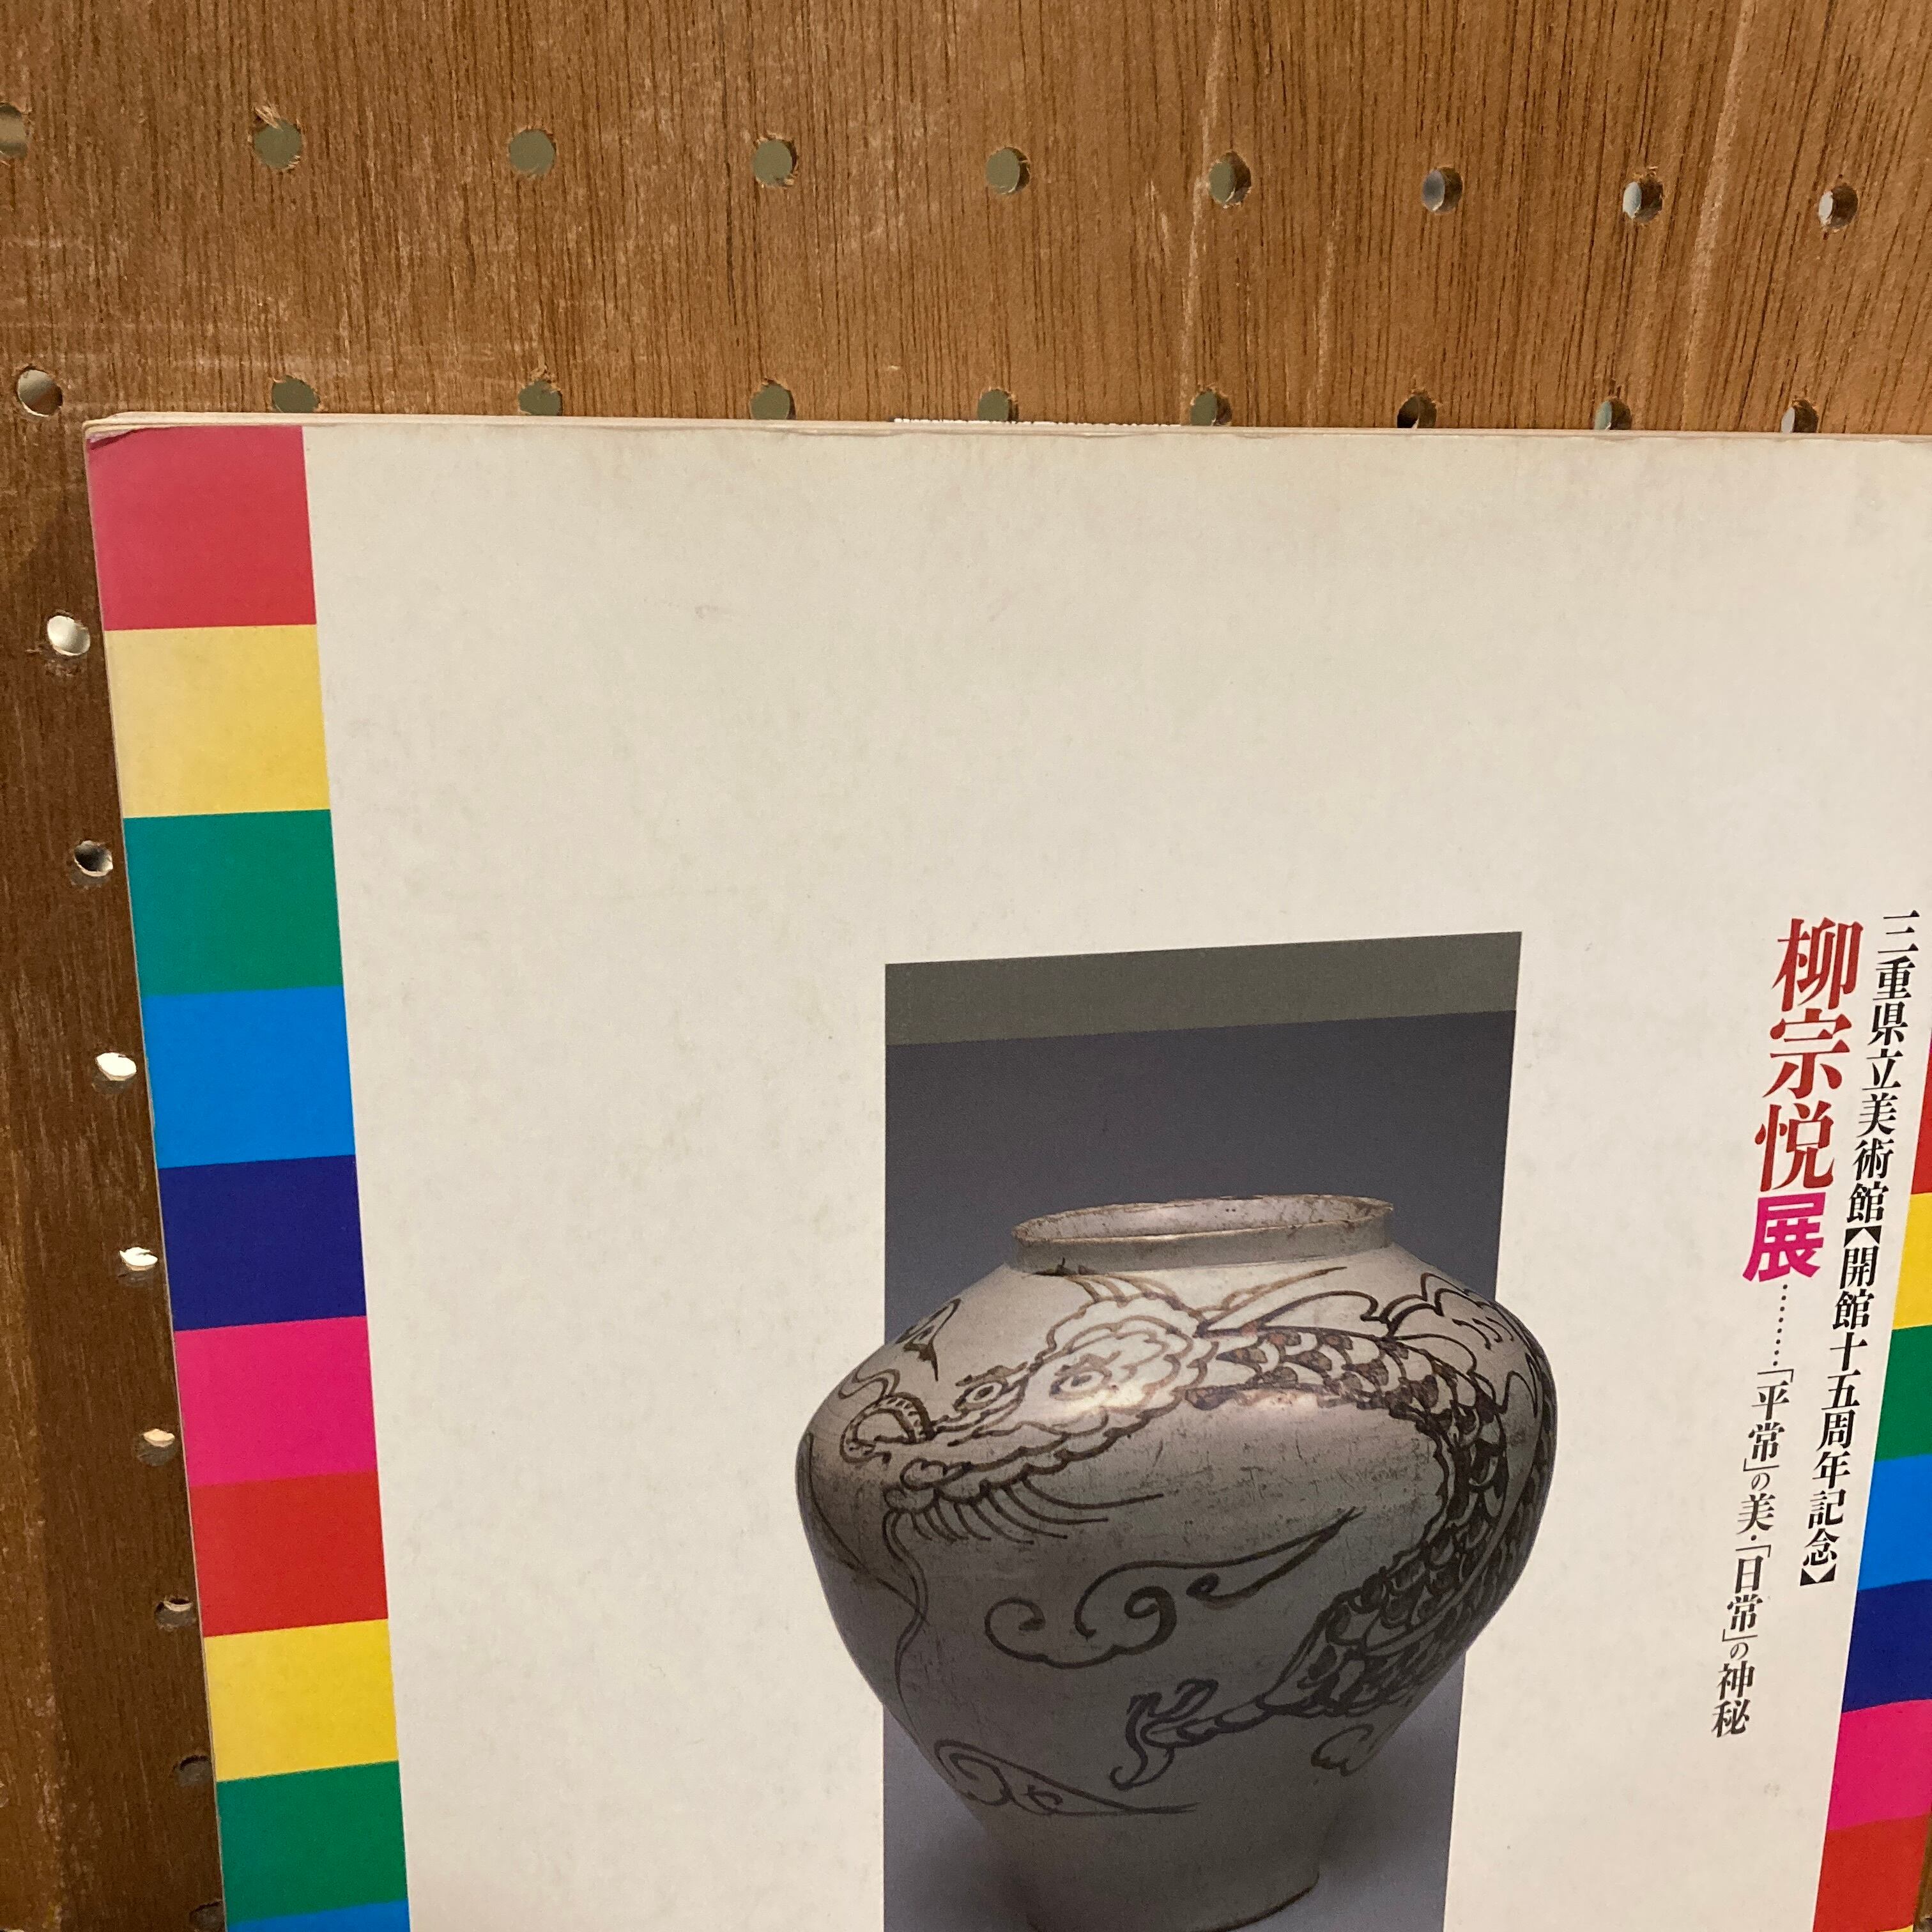 三重県立美術館【開館十五周年記念】
柳宗悦展………「平常」の美・「日常」の神秘